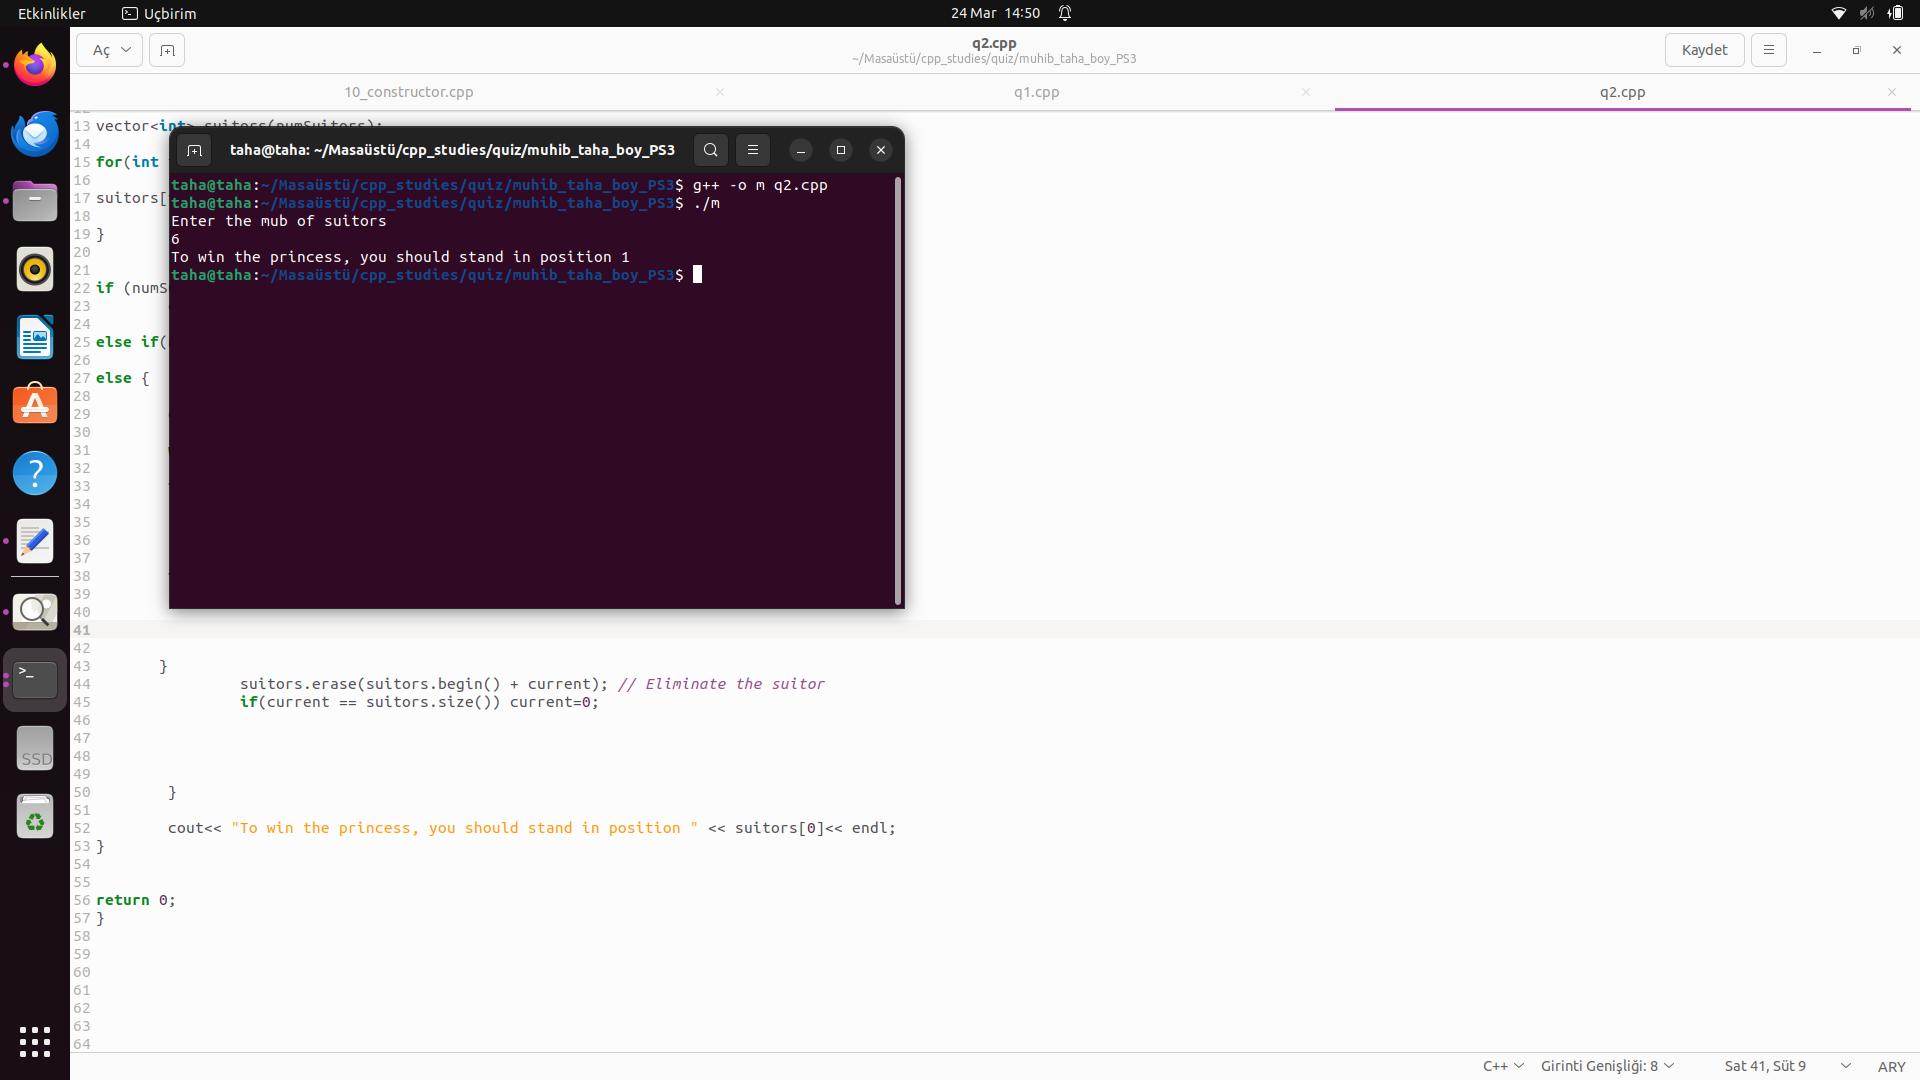 Etkinlikler
Uçbirim
24 Mar 14:50
Aç
q2.cpp
~/Masaüstü/cpp_studies/quiz/muhib_taha_boy_PS3
Kaydet
10_constructor.cpp
q1.cpp
q2.cpp
13 vector<int> suitors(numSuitors);
14
15 for(int
16
17 suitors[
18
19 }
20
21
22 if (numS
23
24
25 else if(
26
27 else {
28
29
30
31
32
33
34
35
36
37
38
39
40
41
42
43 }
44 suitors.erase(suitors.begin() + current); // Eliminate the suitor
45 if(current == suitors.size()) current=0;
46
47
48
49
50 }
51
52 cout<< "To win the princess, you should stand in position " << suitors[0]<< endl;
53 }
54
55
56 return 0;
57 }
58
59
60
61
62
63
64
taha@taha: ~/Masaüstü/cpp_studies/quiz/muhib_taha_boy_PS3
taha@taha:~/Masaüstü/cpp_studies/quiz/muhib_taha_boy_PS3$ g++ -o m q2.cpp
taha@taha:~/Masaüstü/cpp_studies/quiz/muhib_taha_boy_PS3$ ./m
Enter the mub of suitors
6
To win the princess, you should stand in position 1
taha@taha:~/Masaüstü/cpp_studies/quiz/muhib_taha_boy_PS3$
SSD
C++
Girinti Genişliği: 8
Sat 41, Süt 9
ARY